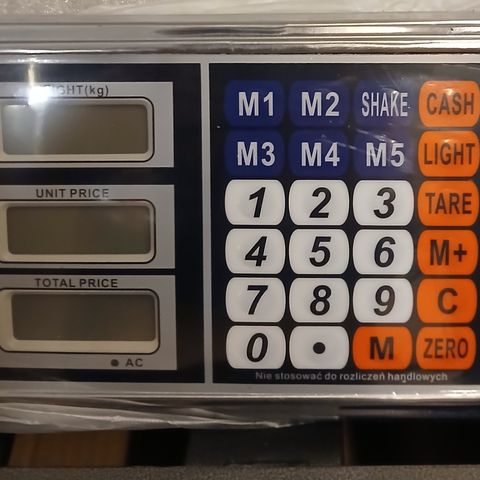 WEIGHT(kg)
UNIT PRICE
TOTAL PRICE
AC
M1 M2 SHAKE CASH
M3 M4 M5 LIGHT
1 2 3 TARE
4 5 6 M+
7 8 9 C
0 • M ZERO
Nie stosować do rozliczeń handlowych